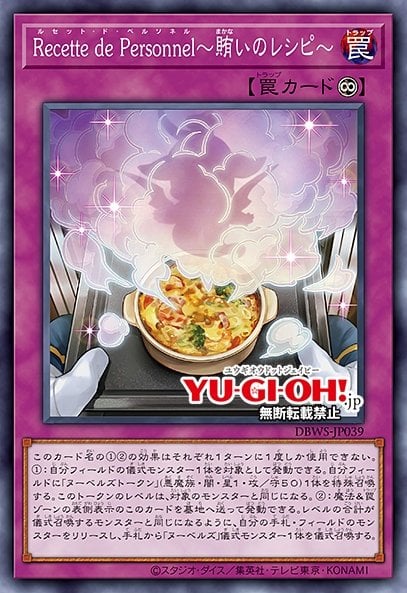 ルセット・ド・ペルソネル まかな
Recette de Personnel～賄いのレシピ～
トラップ
罠
トラップ
【罠カード】
ユウギオウドットジェイピー
YU-GI-OH!.jp
無断転載禁止
DBWS-JP039
このカード名の①②の効果はそれぞれ1ターンに1度しか使用できない。
①：自分フィールドの儀式モンスター1体を対象として発動できる。自分フィ
ールドに「ヌーベルズトークン」（悪魔族・闇・星1・攻／守50）1体を特殊召喚
する。このトークンのレベルは、対象のモンスターと同じになる。②：魔法＆罠
ゾーンの表側表示のこのカードを墓地へ送って発動できる。レベルの合計が
儀式召喚するモンスターと同じになるように、自分の手札・フィールドのモン
スターをリリースし、手札から「ヌーベルズ」儀式モンスター1体を儀式召喚する。
©スタジオ・ダイス／集英社・テレビ東京・KONAMI